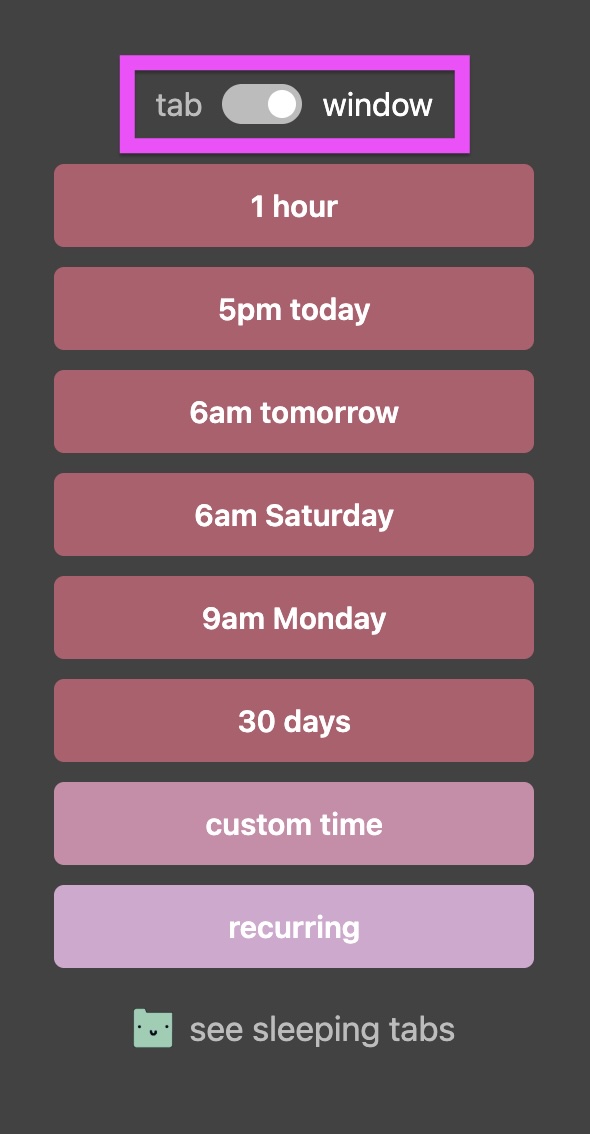 tab window
1 hour
5pm today
6am tomorrow
6am Saturday
9am Monday
30 days
custom time
recurring
see sleeping tabs